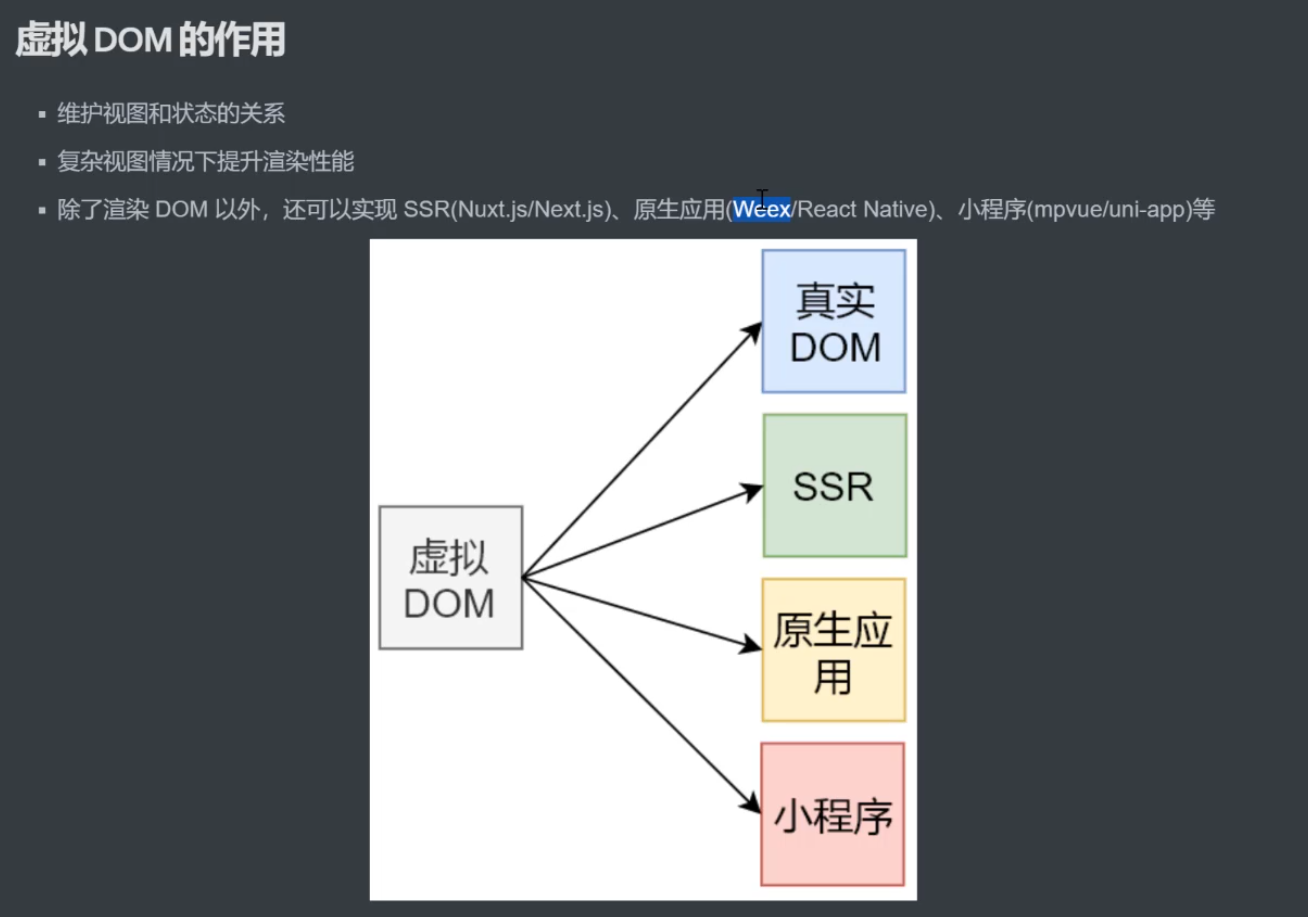 虚拟 DOM 的作用
维护视图和状态的关系
复杂视图情况下提升渲染性能
除了渲染 DOM 以外，还可以实现 SSR(Nuxt.js/Next.js)、原生应用(Weex/React Native)、小程序(mpvue/uni-app)等
真实
DOM
SSR
虚拟
DOM
原生应
用
小程序